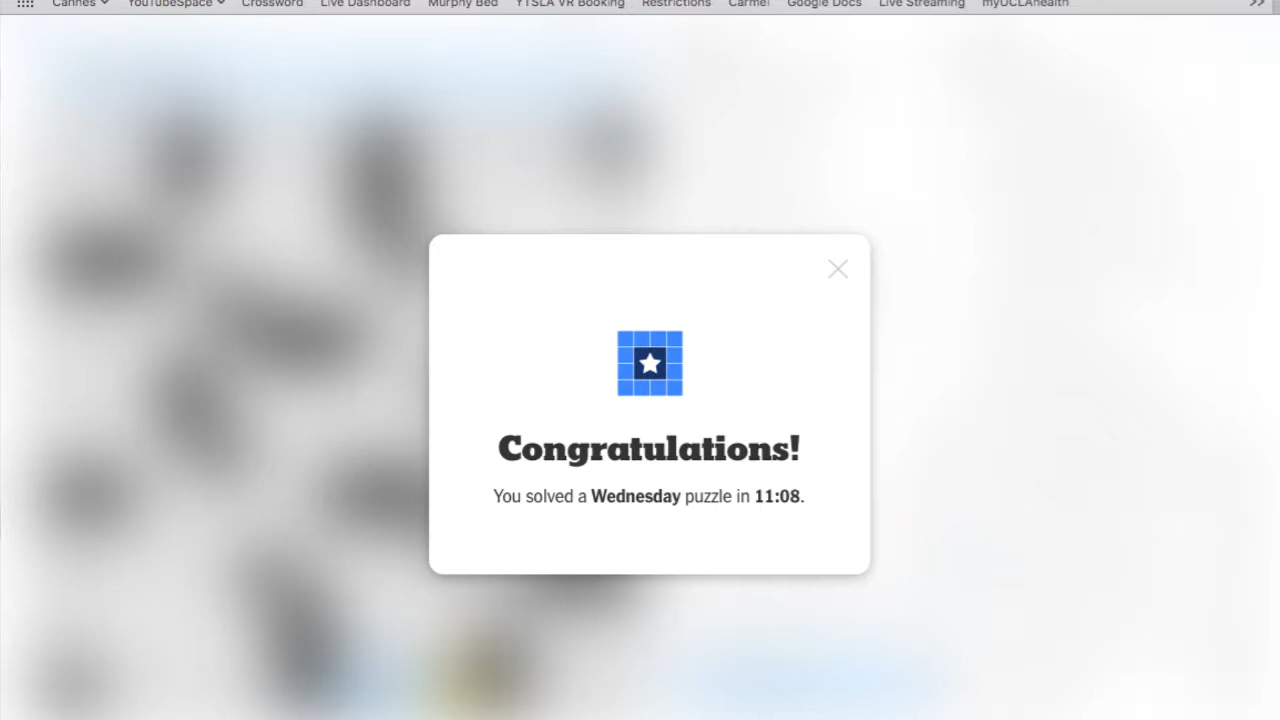 Cannes YouTubeSpace Crossword Live Dashboard Murphy Bed YTSLA VR Booking Restrictions Carmel Google Docs Live Streaming myUCLAhealth >>
Congratulations!
You solved a Wednesday puzzle in 11:08.